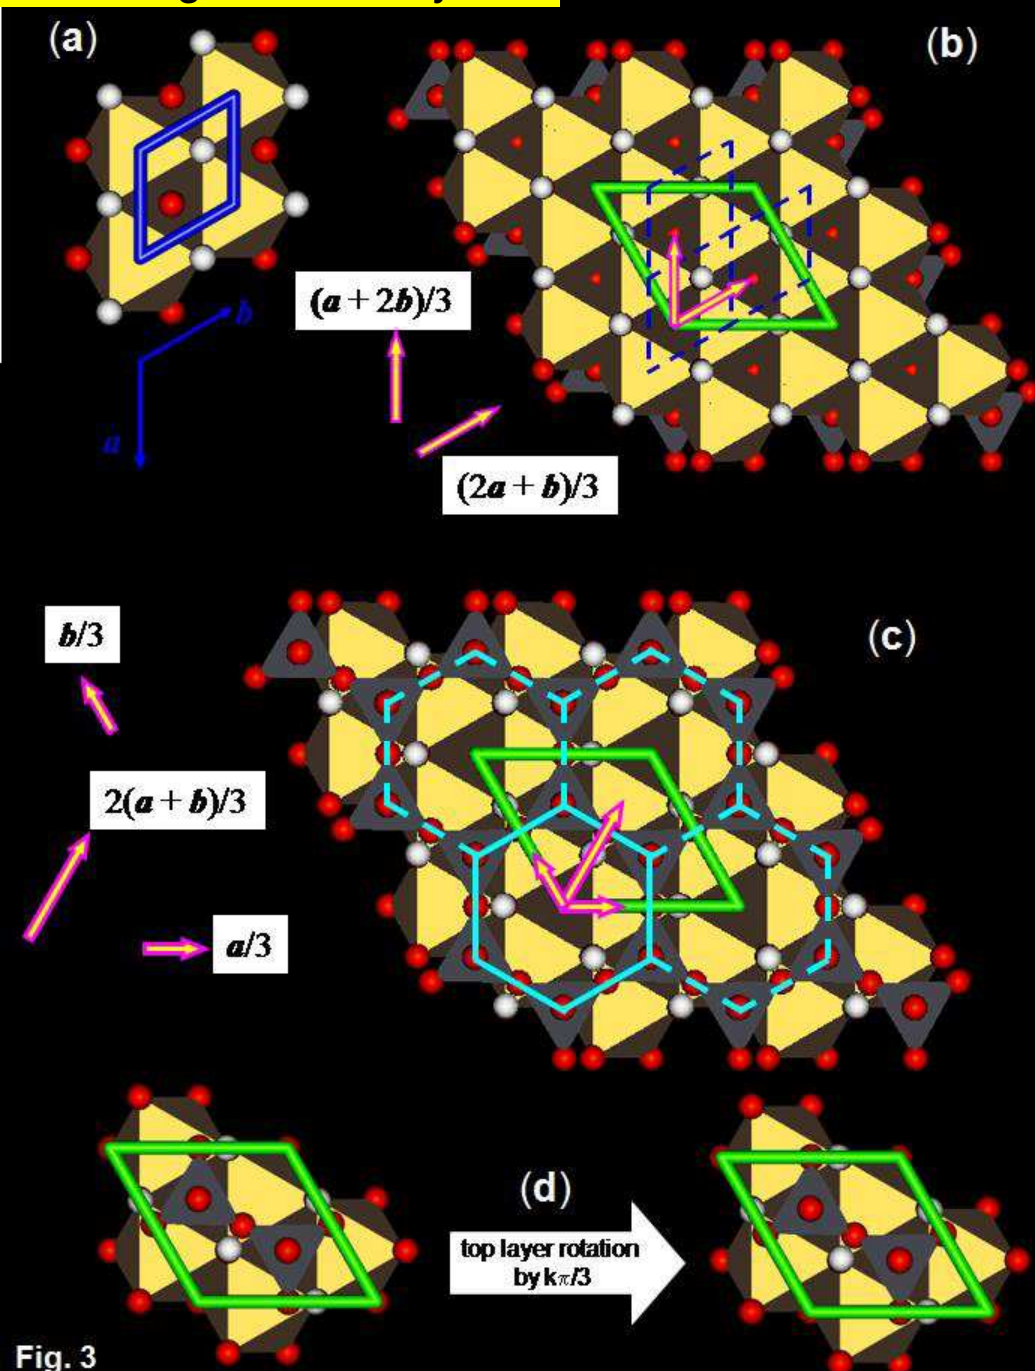 (a)
(b)
b
a
(a + 2b)/3
(2a + b)/3
(c)
b/3
2(a + b)/3
a/3
(d)
top layer rotation
by kπ/3
Fig. 3